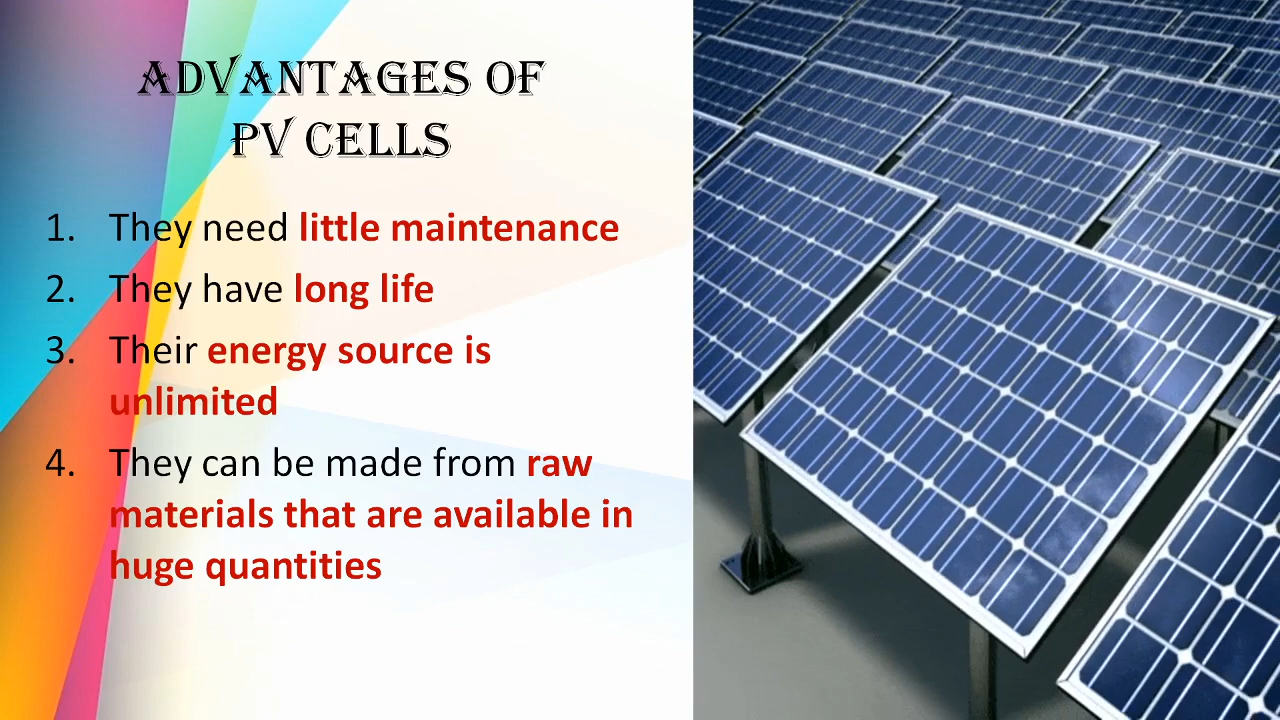 ADVANTAGES OF
PV CELLS
1. They need little maintenance
2. They have long life
3. Their energy source is
unlimited
4. They can be made from raw
materials that are available in
huge quantities